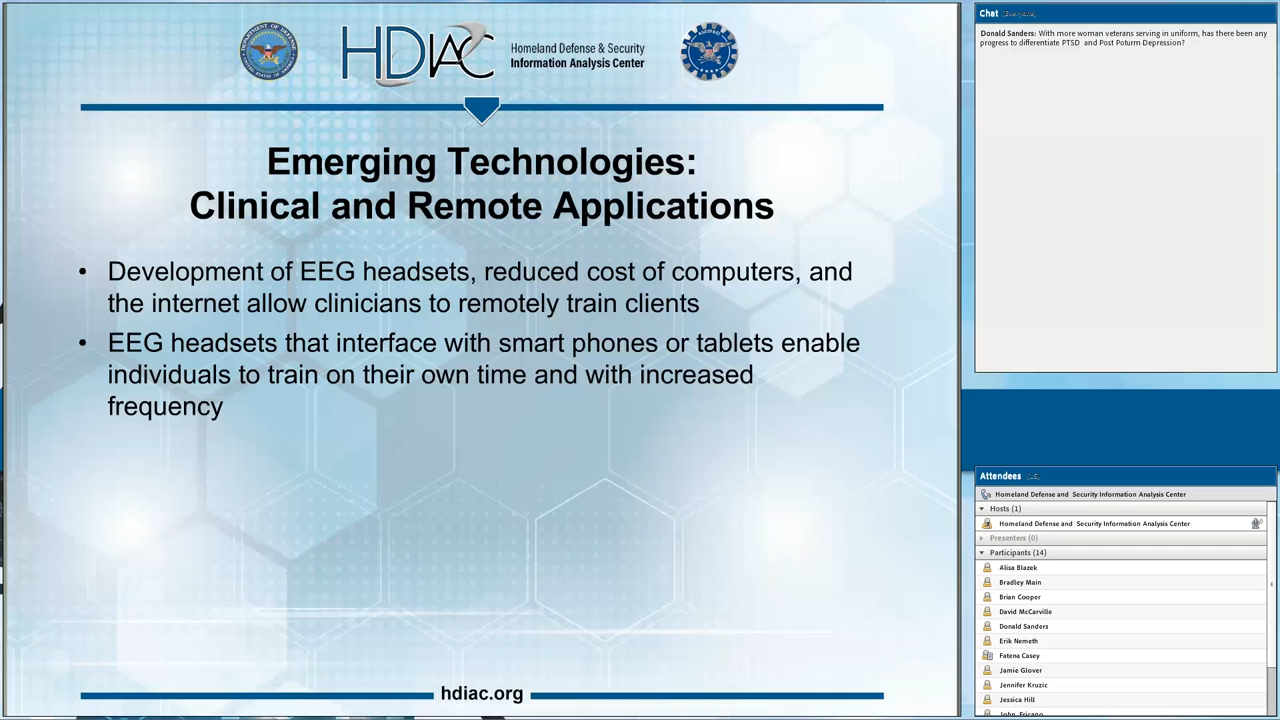 HDIAC
Homeland Defense & Security
Information Analysis Center
Emerging Technologies:
Clinical and Remote Applications
• Development of EEG headsets, reduced cost of computers, and
the internet allow clinicians to remotely train clients
• EEG headsets that interface with smart phones or tablets enable
individuals to train on their own time and with increased
frequency
hdiac.org
Chat (Everyone)
Donald Sanders: With more woman veterans serving in uniform, has there been any
progress to differentiate PTSD and Post Poturm Depression?
Attendees
Homeland Defense and Security Information Analysis Center
Hosts (1)
Homeland Defense and Security Information Analysis Center
Presenters (0)
Participants (14)
Alisa Blazek
Bradley Main
Brian Cooper
David McCarville
Donald Sanders
Erik Nemeth
Fatena Casey
Jamie Glover
Jennifer Kruzic
Jessica Hill